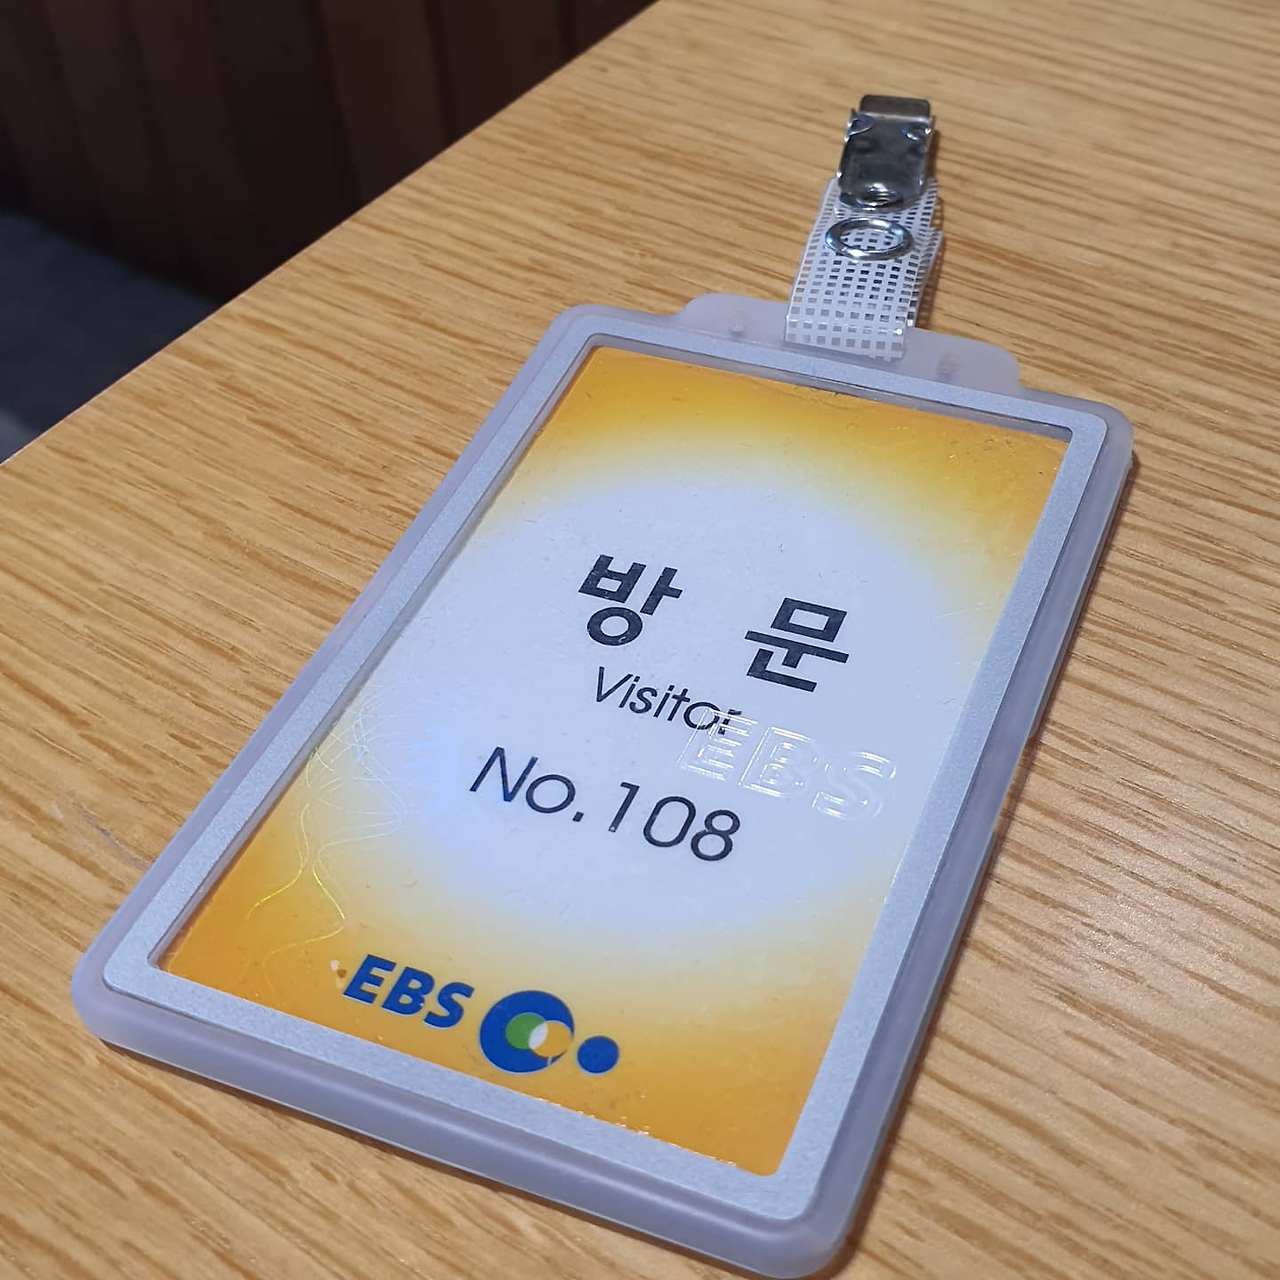 방 문
Visitor
EBS
No.108
EBS